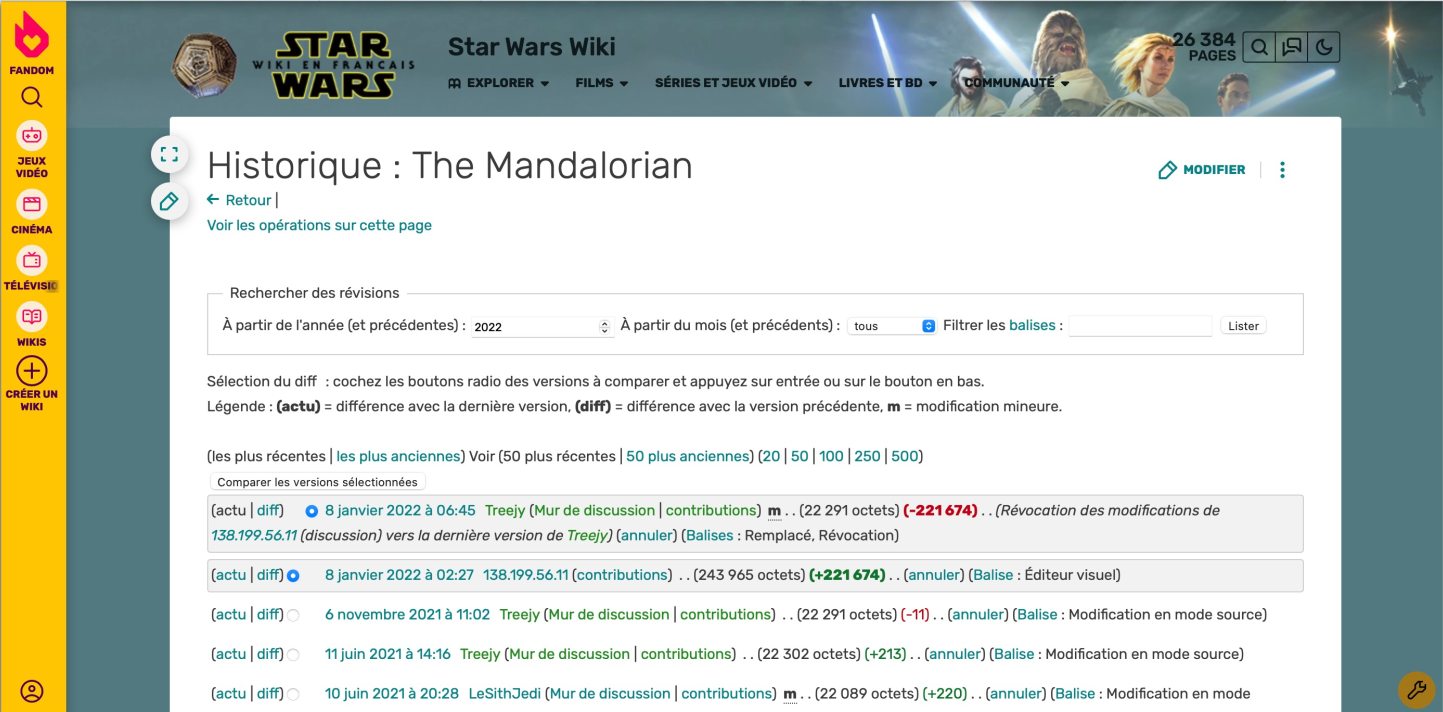 FANDOM
JEUX
VIDÉO
CINÉMA
TÉLÉVISIO
WIKIS
CRÉER UN
WIKI
STAR
WIKI EN FRANÇAIS
WARS
Star Wars Wiki
EXPLORER FILMS SÉRIES ET JEUX VIDÉO LIVRES ET BD COMMUNAUTÉ
26 384
PAGES
Historique : The Mandalorian
MODIFIER
← Retour |
Voir les opérations sur cette page
Rechercher des révisions
À partir de l'année (et précédentes) : 2022 À partir du mois (et précédents) : tous Filtrer les balises : Lister
Sélection du diff : cochez les boutons radio des versions à comparer et appuyez sur entrée ou sur le bouton en bas.
Légende : (actu) = différence avec la dernière version, (diff) = différence avec la version précédente, m = modification mineure.
(les plus récentes | les plus anciennes) Voir (50 plus récentes | 50 plus anciennes) (20 | 50 | 100 | 250 | 500)
Comparer les versions sélectionnées
(actu | diff) 8 janvier 2022 à 06:45 Treejy (Mur de discussion | contributions) m . . (22 291 octets) (-221 674) . . (Révocation des modifications de
138.199.56.11 (discussion) vers la dernière version de Treejy) (annuler) (Balises : Remplacé, Révocation)
(actu | diff) 8 janvier 2022 à 02:27 138.199.56.11 (contributions) . . (243 965 octets) (+221 674) . . (annuler) (Balise : Éditeur visuel)
(actu | diff) 6 novembre 2021 à 11:02 Treejy (Mur de discussion | contributions) . . (22 291 octets) (-11) . . (annuler) (Balise : Modification en mode source)
(actu | diff) 11 juin 2021 à 14:16 Treejy (Mur de discussion | contributions) . . (22 302 octets) (+213) . . (annuler) (Balise : Modification en mode source)
(actu | diff) 10 juin 2021 à 20:28 LeSithJedi (Mur de discussion | contributions) m . . (22 089 octets) (+220) . . (annuler) (Balise : Modification en mode